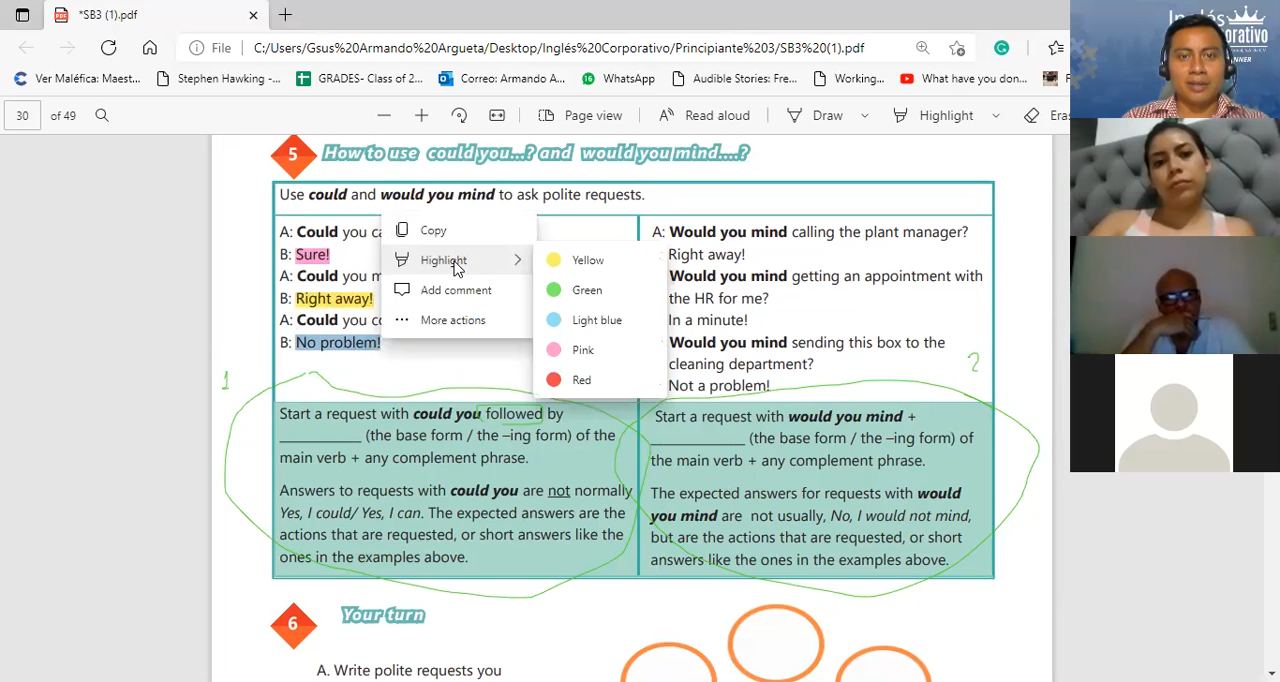 *SB3 (1).pdf
File C:/Users/Gsus%20Armando%20Argueta/Desktop/Inglés%20Corporativo/Principiante%203/SB3%20(1).pdf
Ver Maléfica: Maest... Stephen Hawking -... GRADES- Class of 2... Correo: Armando A... 16 WhatsApp Audible Stories: Fre... Working... What have you don...
30 of 49 Page view Read aloud Draw Highlight Eras
5 How to use could you...? and would you mind....?
Use could and would you mind to ask polite requests.
A: Could you ca
B: Sure!
A: Could you m
B: Right away!
A: Could you co
B: No problem!
Copy
Highlight
Add comment
More actions
Yellow
Green
Light blue
Pink
Red
A: Would you mind calling the plant manager?
Right away!
Would you mind getting an appointment with
the HR for me?
In a minute!
Would you mind sending this box to the
cleaning department?
Not a problem!
1
Start a request with could you followed by
____________ (the base form / the –ing form) of the
main verb + any complement phrase.
Answers to requests with could you are not normally
Yes, I could/ Yes, I can. The expected answers are the
actions that are requested, or short answers like the
ones in the examples above.
2
Start a request with would you mind +
______________ (the base form / the –ing form) of
the main verb + any complement phrase.
The expected answers for requests with would
you mind are not usually, No, I would not mind,
but are the actions that are requested, or short
answers like the ones in the examples above.
6 Your turn
A. Write polite requests you